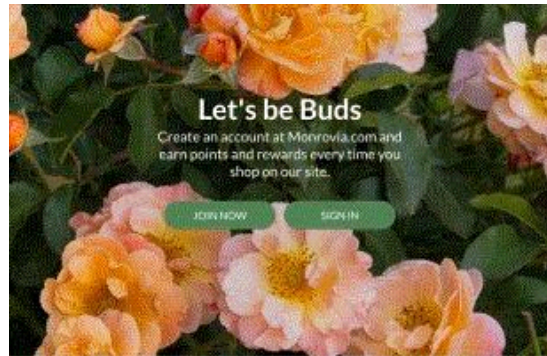 Let's be Buds
Create an account at Monrovia.com and
earn points and rewards every time you
shop on our site.
JOIN NOW
SIGN IN